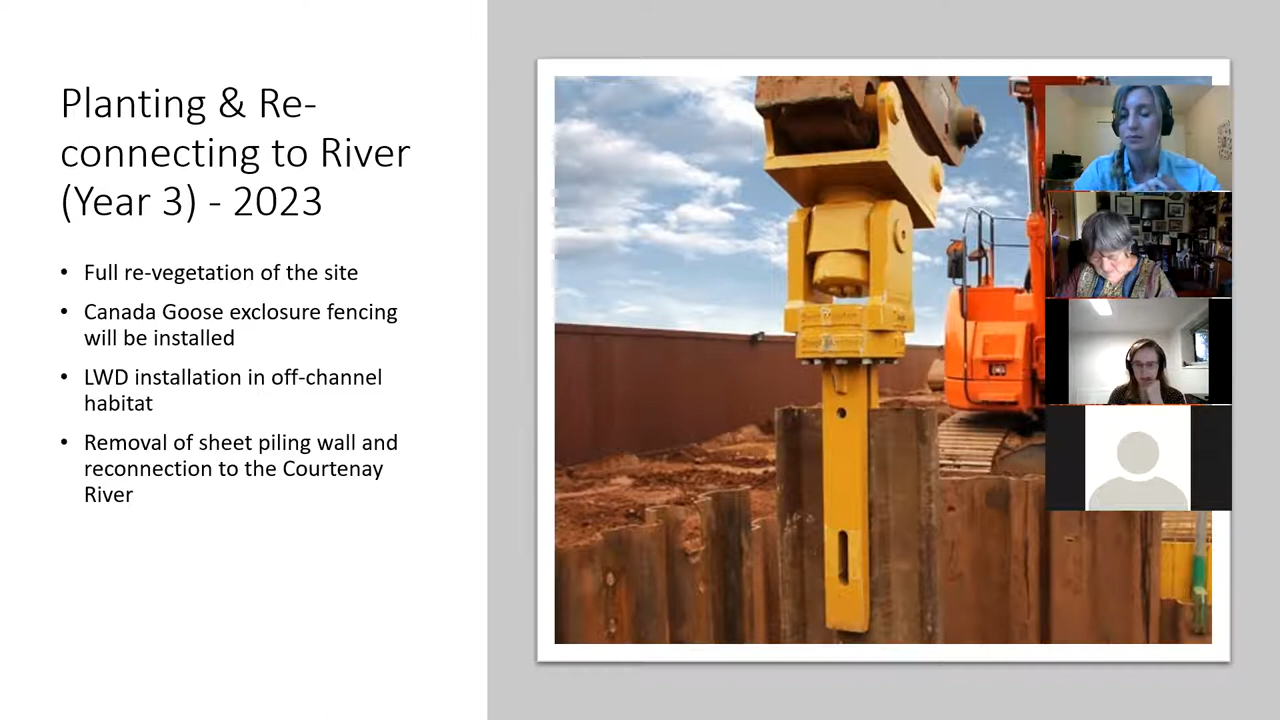 Planting & Re-
connecting to River
(Year 3) - 2023
• Full re-vegetation of the site
• Canada Goose exclosure fencing
will be installed
• LWD installation in off-channel
habitat
• Removal of sheet piling wall and
reconnection to the Courtenay
River